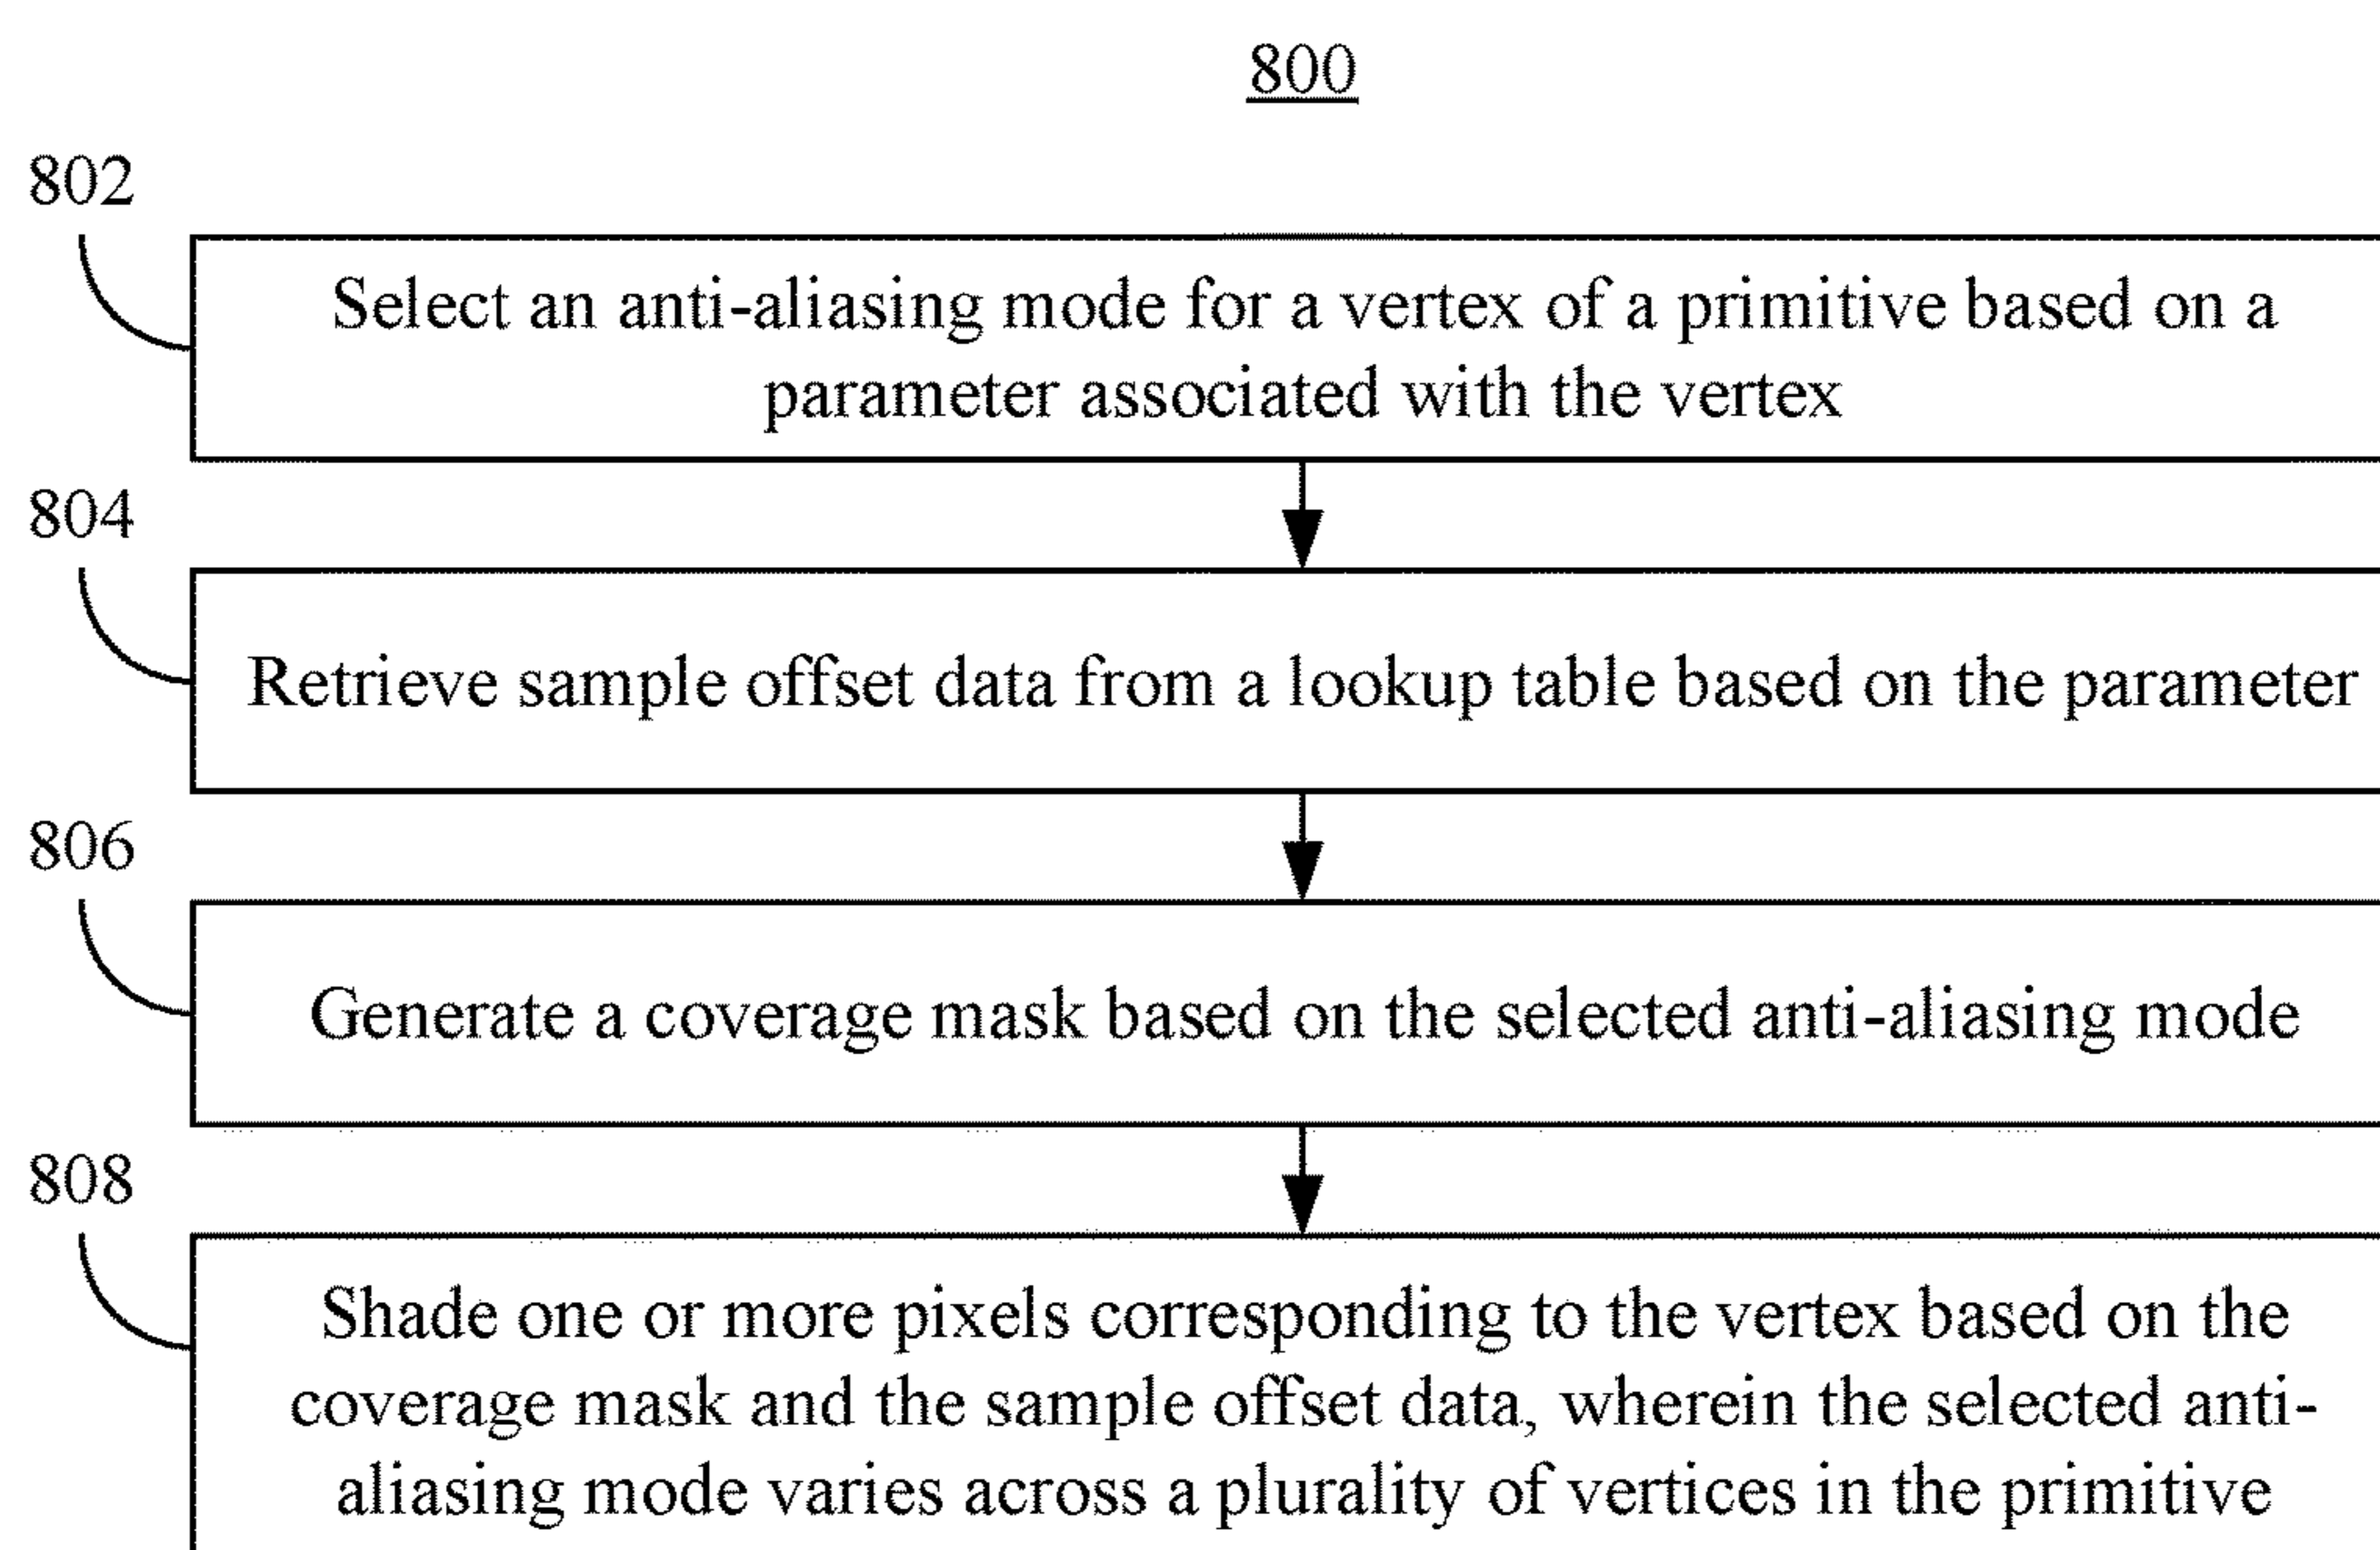 800
802
Select an anti-aliasing mode for a vertex of a primitive based on a
parameter associated with the vertex
804
Retrieve sample offset data from a lookup table based on the parameter
806
Generate a coverage mask based on the selected anti-aliasing mode
808
Shade one or more pixels corresponding to the vertex based on the
coverage mask and the sample offset data, wherein the selected anti-
aliasing mode varies across a plurality of vertices in the primitive